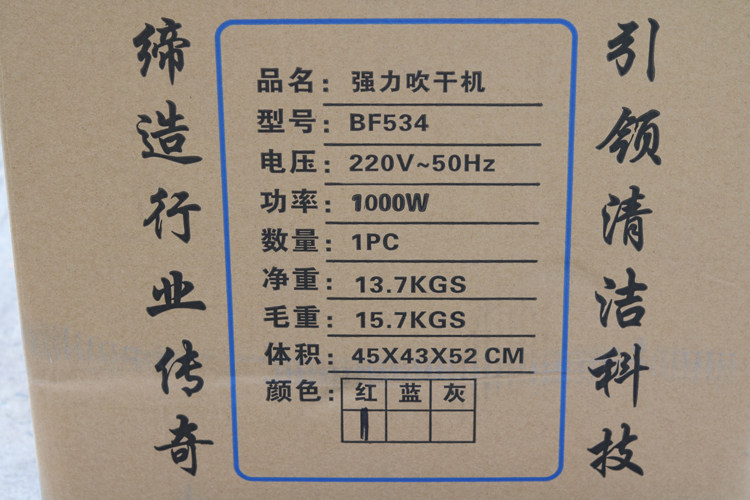 引领清洁科技
缔造行业传奇
品名：强力吹干机
型号：BF534
电压：220V~50Hz
功率：1000W
数量：1PC
净重：13.7KGS
毛重：15.7KGS
体积：45X43X52 CM
颜色：红 蓝 灰